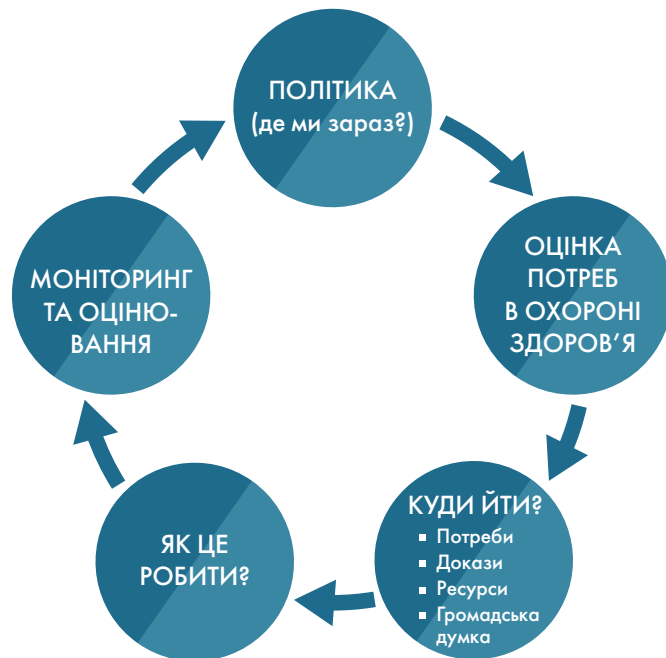 ПОЛІТИКА
(де ми зараз?)
ОЦІНКА
ПОТРЕБ
В ОХОРОНІ
ЗДОРОВ’Я
КУДИ ЙТИ?
▪ Потреби
▪ Докази
▪ Ресурси
▪ Громадська
думка
ЯК ЦЕ
РОБИТИ?
МОНІТОРИНГ
ТА ОЦІНЮ-
ВАННЯ